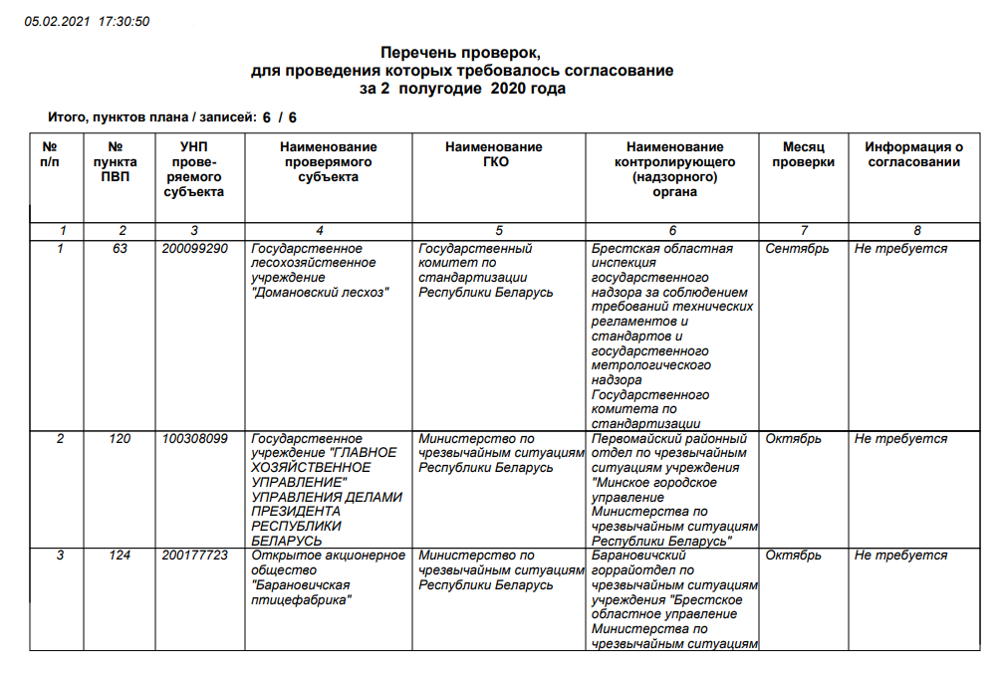 05.02.2021 17:30:50
Перечень проверок,
для проведения которых требовалось согласование
за 2 полугодие 2020 года
Итого, пунктов плана / записей: 6 / 6
№
п/п
№
пункта
ПВП
УНП
прове-
ряемого
субъекта
Наименование
проверямого
субъекта
Наименование
ГКО
Наименование
контролирующего
(надзорного)
органа
Месяц
проверки
Информация о
согласовании
1 2 3 4 5 6 7 8
1
63
200099290
Государственное
лесохозяйственное
учреждение
"Домановский лесхоз"
Государственный
комитет по
стандартизации
Республики Беларусь
Брестская областная
инспекция
государственного
надзора за соблюдением
требований технических
регламентов и
стандартов и
государственного
метрологического
надзора
Государственного
комитета по
стандартизации
Сентябрь
Не требуется
2
120
100308099
Государственное
учреждение "ГЛАВНОЕ
ХОЗЯЙСТВЕННОЕ
УПРАВЛЕНИЕ"
УПРАВЛЕНИЯ ДЕЛАМИ
ПРЕЗИДЕНТА
РЕСПУБЛИКИ
БЕЛАРУСЬ
Министерство по
чрезвычайным ситуациям
Республики Беларусь
Первомайский районный
отдел по чрезвычайным
ситуациям учреждения
"Минское городское
управление
Министерства по
чрезвычайным ситуациям
Республики Беларусь"
Октябрь
Не требуется
3
124
200177723
Открытое акционерное
общество
"Барановичская
птицефабрика"
Министерство по
чрезвычайным ситуациям
Республики Беларусь
Барановичский
горрайотдел по
чрезвычайным ситуациям
учреждения "Брестское
областное управление
Министерства по
чрезвычайным ситуациям
Октябрь
Не требуется